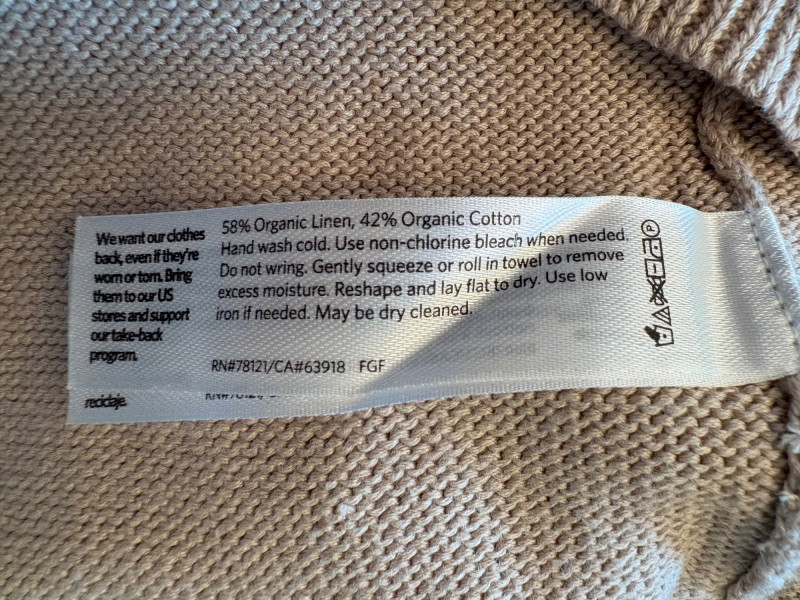 We want our clothes
back, even if they're
worn or torn. Bring
them to our US
stores and support
our take-back
program.
58% Organic Linen, 42% Organic Cotton
Hand wash cold. Use non-chlorine bleach when needed.
Do not wring. Gently squeeze or roll in towel to remove
excess moisture. Reshape and lay flat to dry. Use low
iron if needed. May be dry cleaned.
RN#78121/CA#63918 FGF
P
reciclaje.